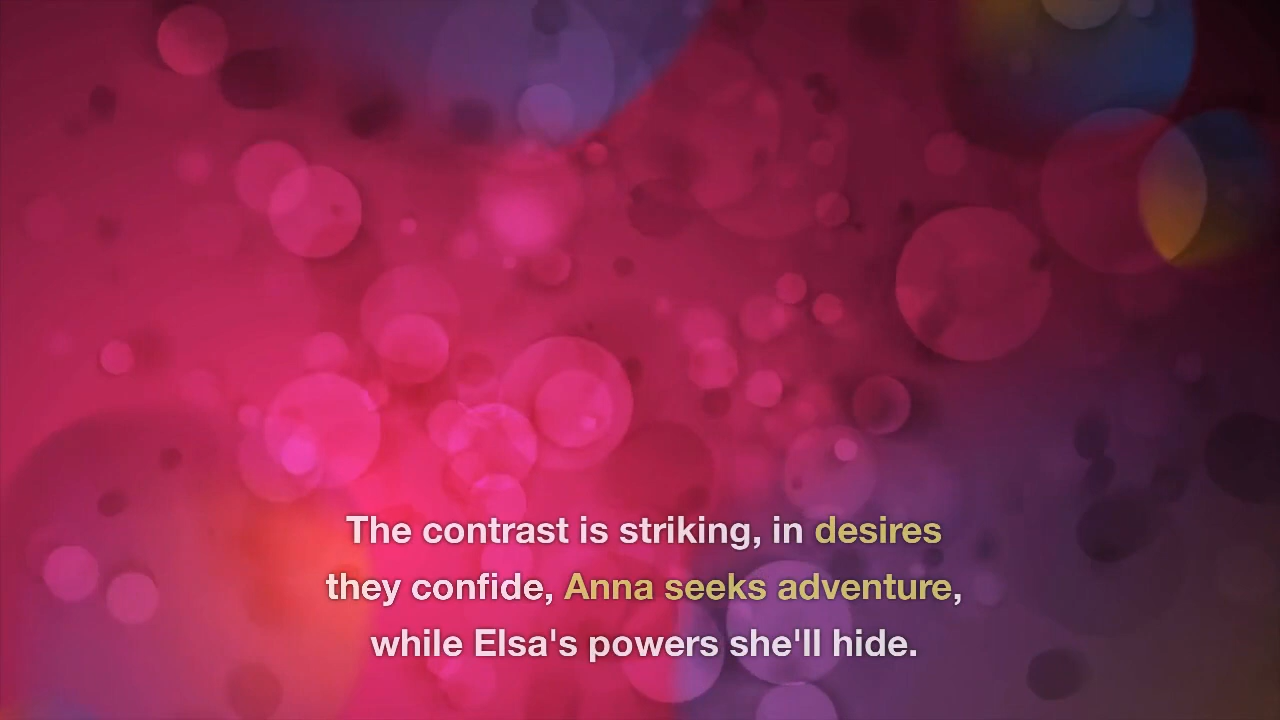 The contrast is striking, in desires
they confide, Anna seeks adventure,
while Elsa's powers she'll hide.